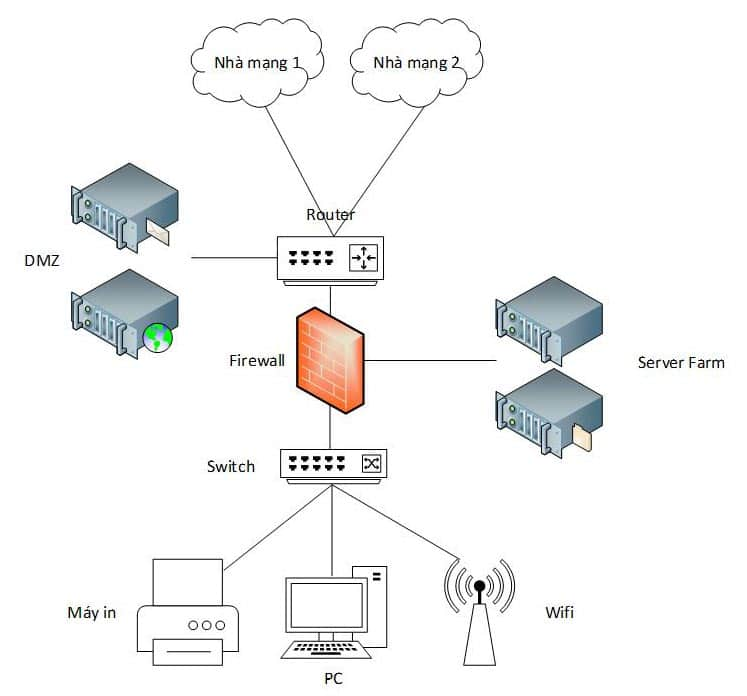 Nhà mạng 1
Nhà mạng 2
Router
DMZ
Firewall
Server Farm
Switch
Máy in
Wifi
PC